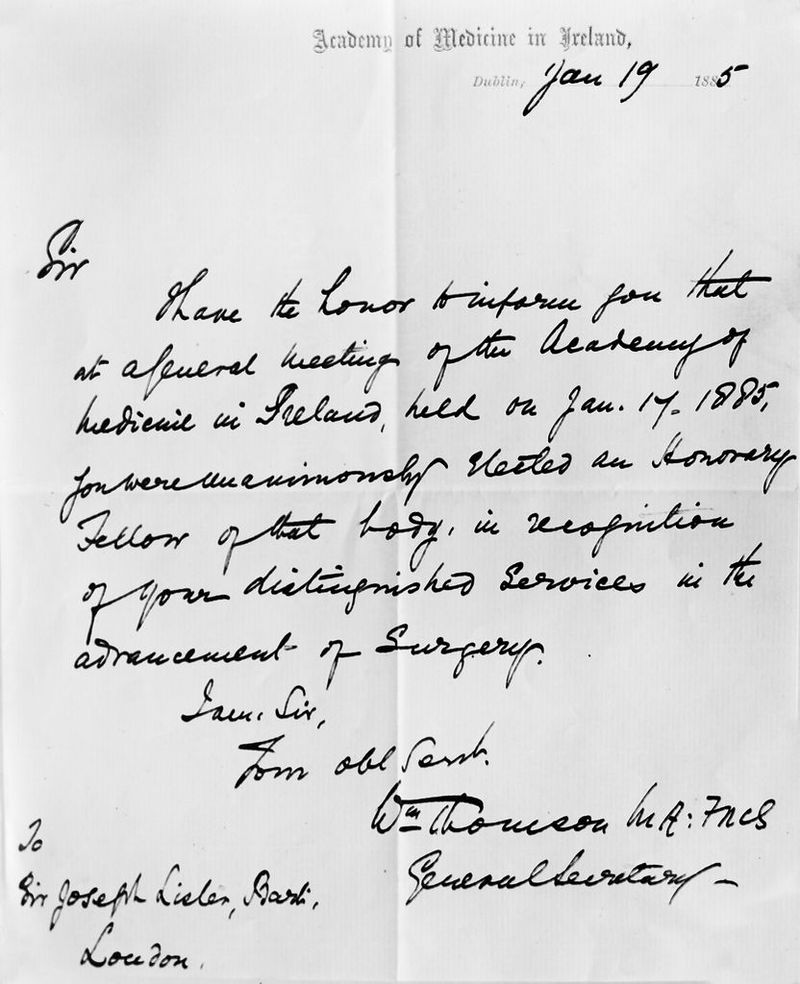 Academy of Medicine in Ireland,
Dublin, Jan 19 1885
Sir
I have the honor to inform you that
at a General Meeting of the Academy of
Medicine in Ireland, held on Jan. 17. 1885,
you were unanimously elected an Honorary
Fellow of that body, in recognition
of your distinguished services in the
advancement of Surgery.
I am. Sir,
Your obt Servt.
Wm Thomson M A: F R C S
General Secretary —
To
Sir Joseph Lister, Bart.,
London.